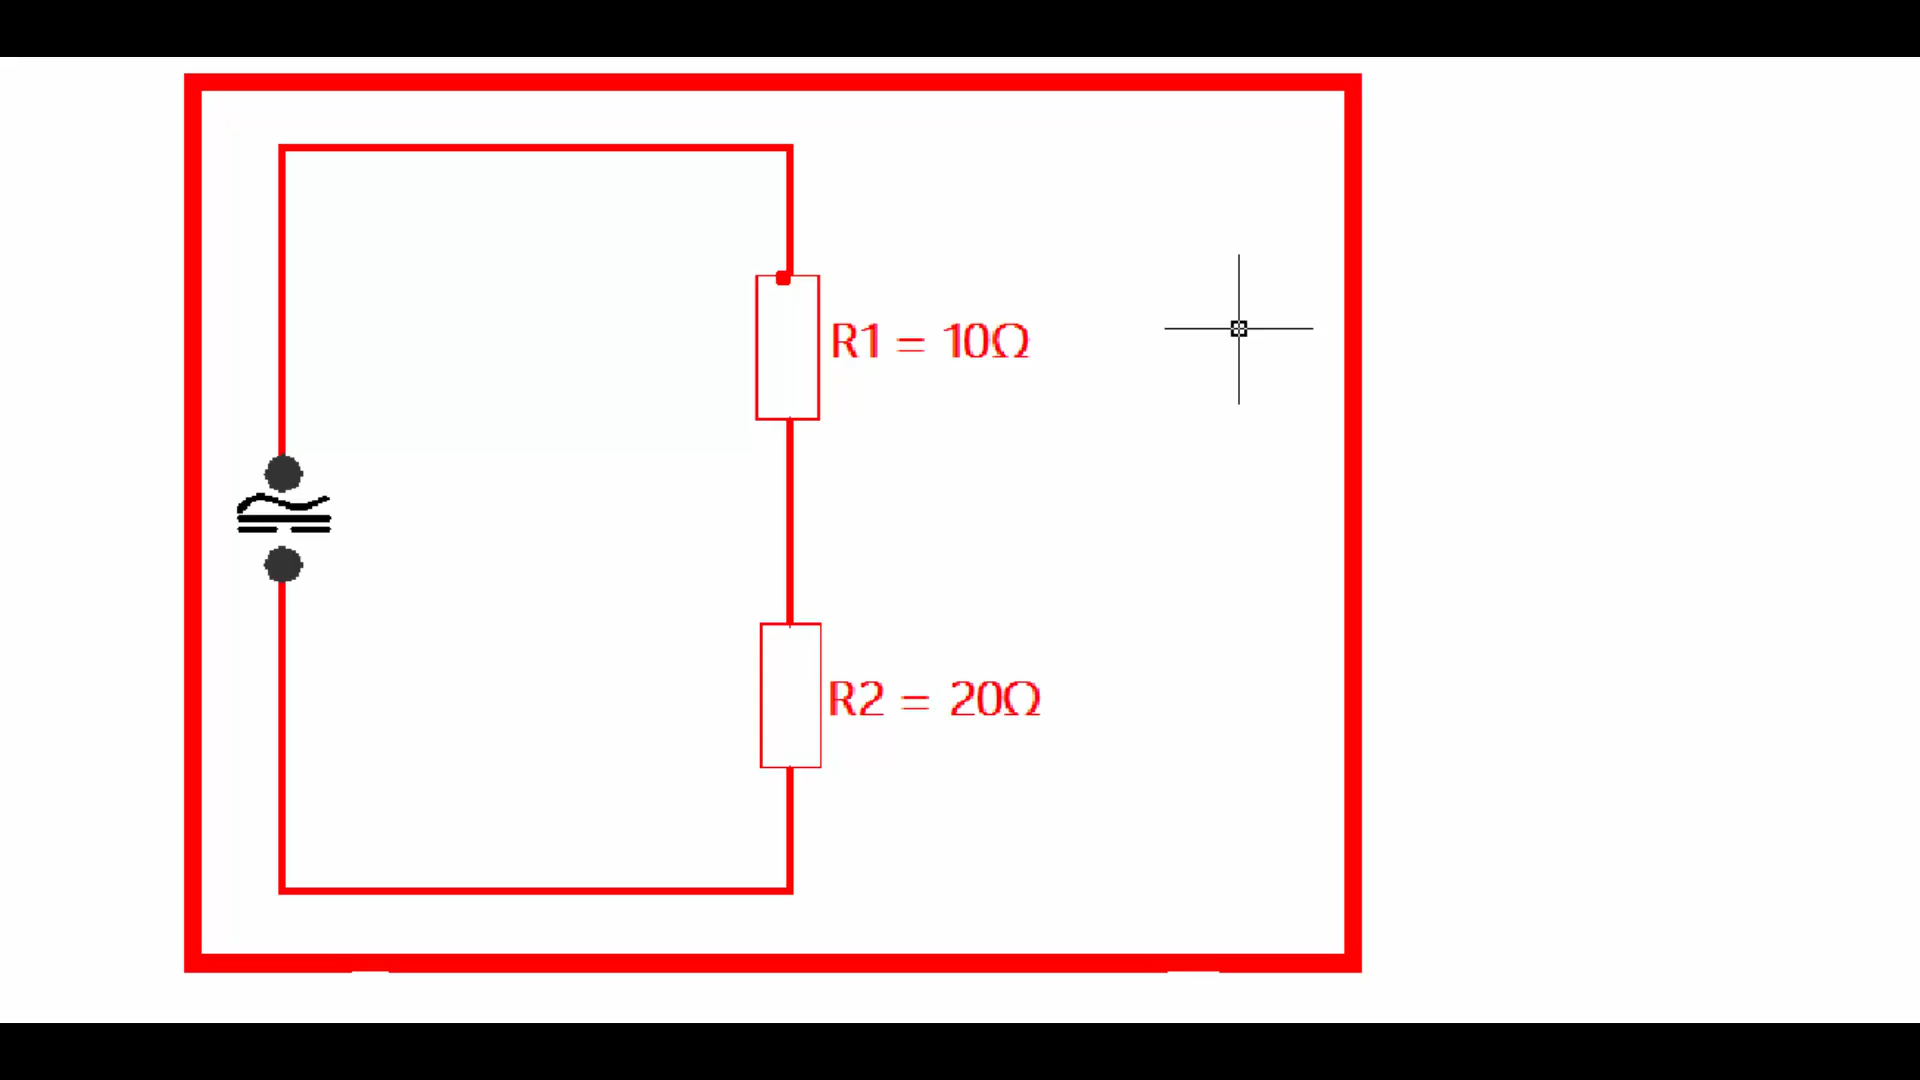 R1 = 10Ω
R2 = 20Ω